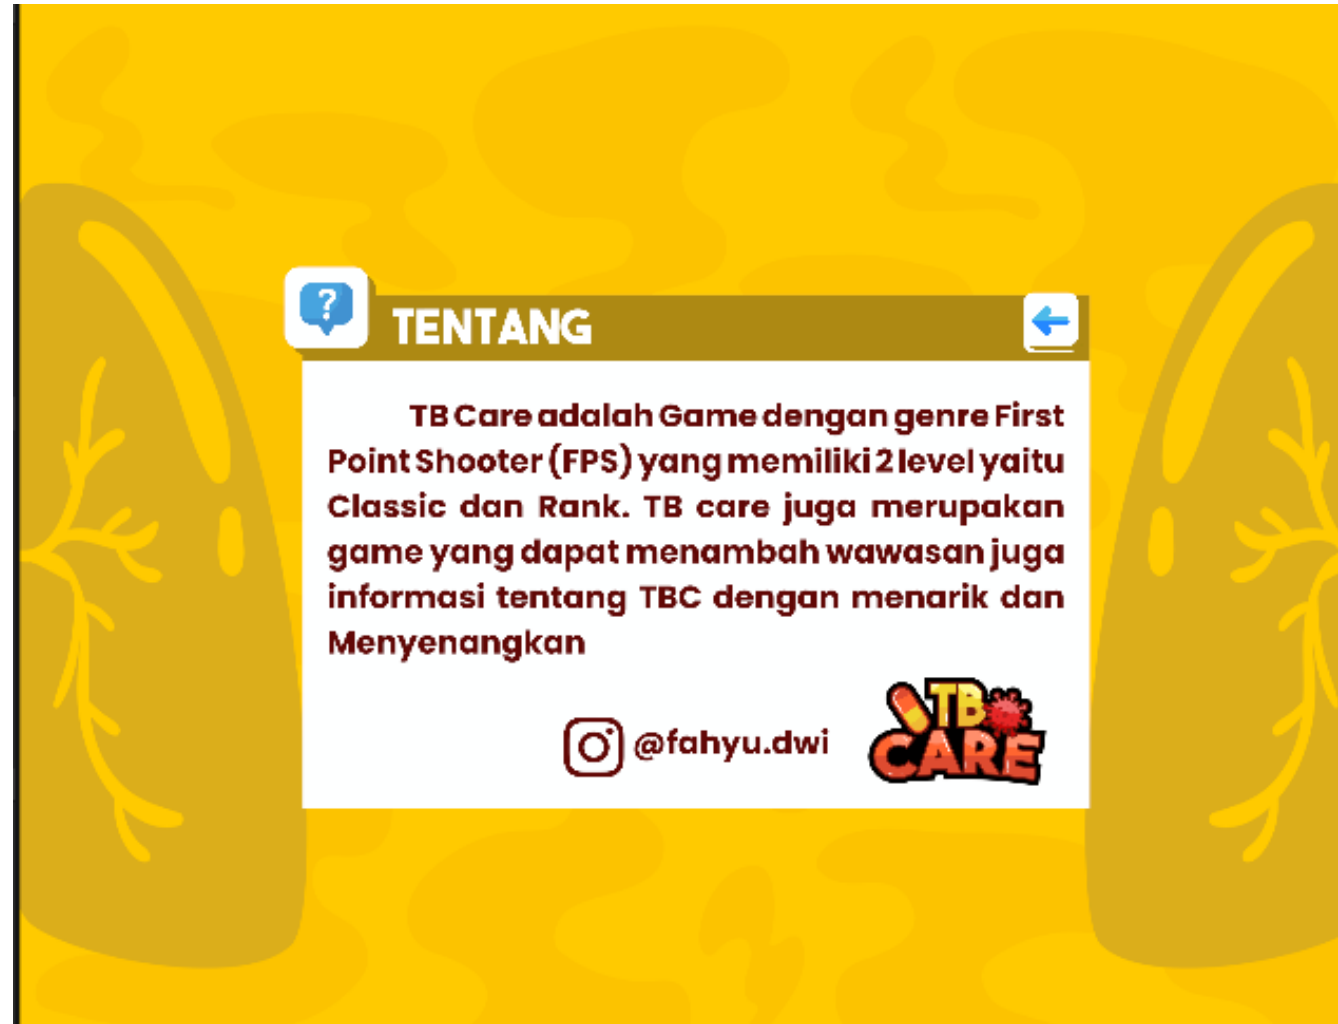 ?
TENTANG
TB Care adalah Game dengan genre First
Point Shooter (FPS) yang memiliki 2 level yaitu
Classic dan Rank. TB care juga merupakan
game yang dapat menambah wawasan juga
informasi tentang TBC dengan menarik dan
Menyenangkan
@fahyu.dwi
TB
CARE